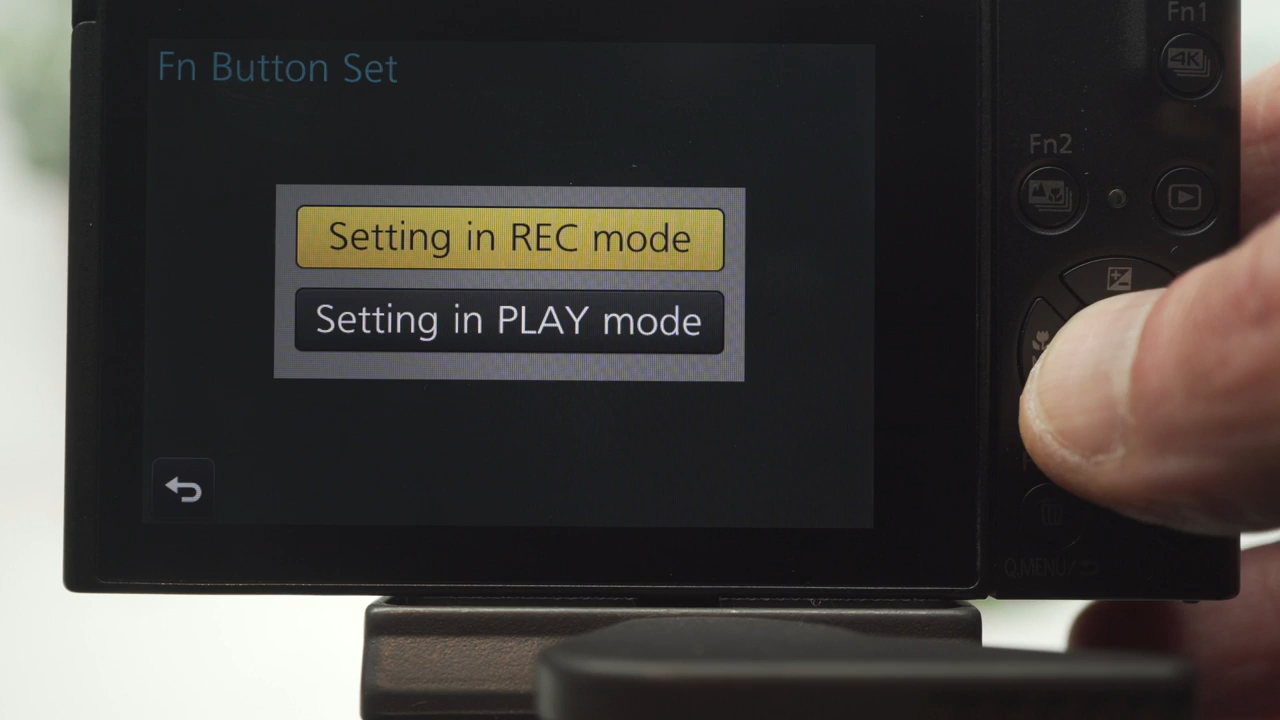 Fn1
4K
Fn Button Set
Fn2
Setting in REC mode
Setting in PLAY mode
Q.MENU/